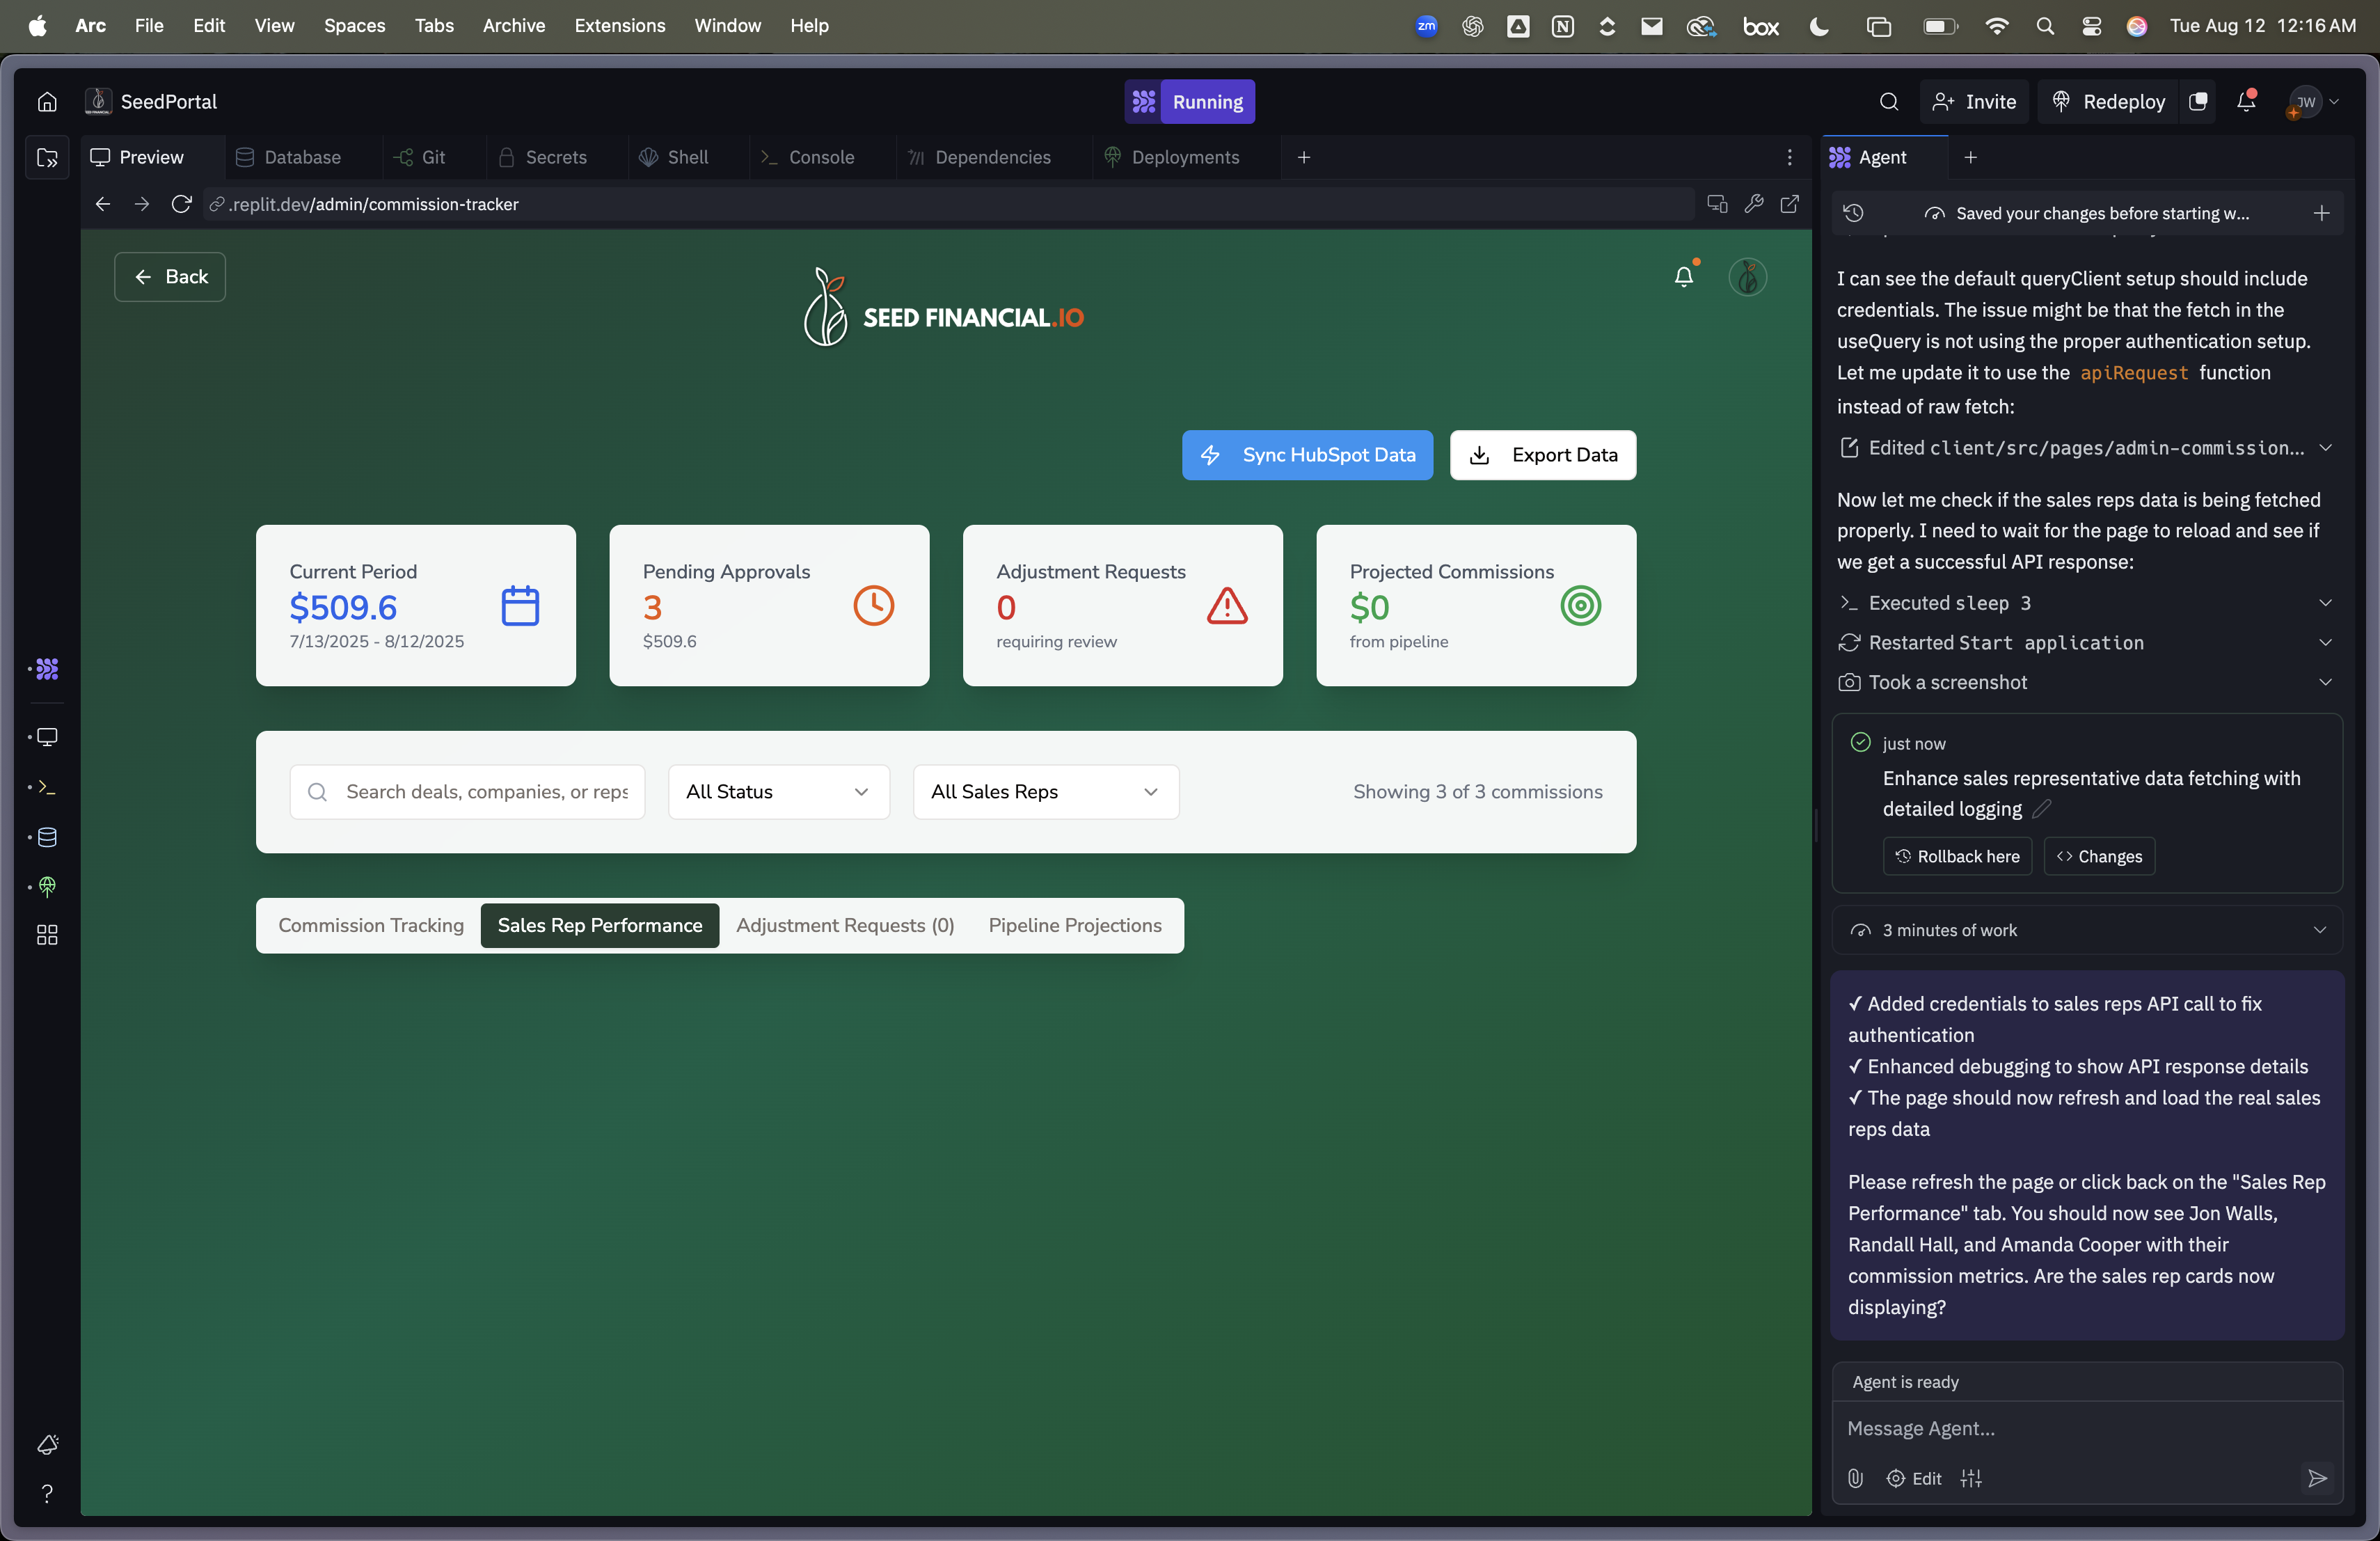 Arc File Edit View Spaces Tabs Archive Extensions Window Help
zm box Tue Aug 12 12:16 AM
SeedPortal
Running
Invite Redeploy JW
Preview Database Git Secrets Shell Console Dependencies Deployments
.replit.dev/admin/commission-tracker
Back
SEED FINANCIAL.IO
Sync HubSpot Data Export Data
Current Period
$509.6
7/13/2025 - 8/12/2025
Pending Approvals
3
$509.6
Adjustment Requests
0
requiring review
Projected Commissions
$0
from pipeline
Search deals, companies, or reps
All Status
All Sales Reps
Showing 3 of 3 commissions
Commission Tracking Sales Rep Performance Adjustment Requests (0) Pipeline Projections
Agent
Saved your changes before starting w...
I can see the default queryClient setup should include
credentials. The issue might be that the fetch in the
useQuery is not using the proper authentication setup.
Let me update it to use the apiRequest function
instead of raw fetch:
Edited client/src/pages/admin-commission...
Now let me check if the sales reps data is being fetched
properly. I need to wait for the page to reload and see if
we get a successful API response:
Executed sleep 3
Restarted Start application
Took a screenshot
just now
Enhance sales representative data fetching with
detailed logging
Rollback here Changes
3 minutes of work
✓ Added credentials to sales reps API call to fix
authentication
✓ Enhanced debugging to show API response details
✓ The page should now refresh and load the real sales
reps data
Please refresh the page or click back on the "Sales Rep
Performance" tab. You should now see Jon Walls,
Randall Hall, and Amanda Cooper with their
commission metrics. Are the sales rep cards now
displaying?
Agent is ready
Message Agent...
Edit